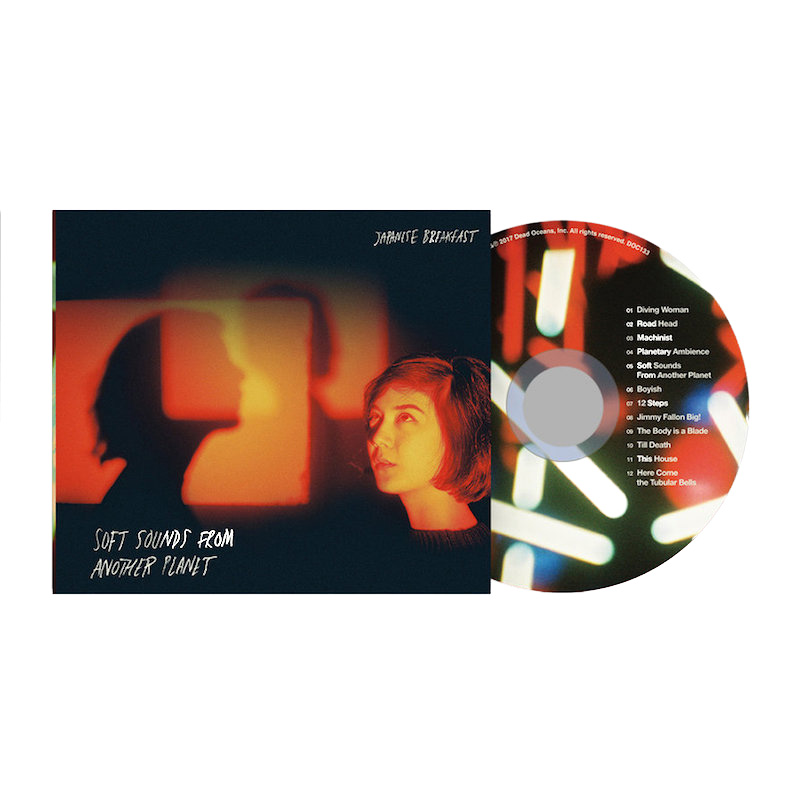 JAPANESE BREAKFAST
SOFT SOUNDS FROM
ANOTHER PLANET
℗© 2017 Dead Oceans, Inc. All rights reserved. DOC133
01 Diving Woman
02 Road Head
03 Machinist
04 Planetary Ambience
05 Soft Sounds
From Another Planet
06 Boyish
07 12 Steps
08 Jimmy Fallon Big!
09 The Body is a Blade
10 Till Death
11 This House
12 Here Come
the Tubular Bells